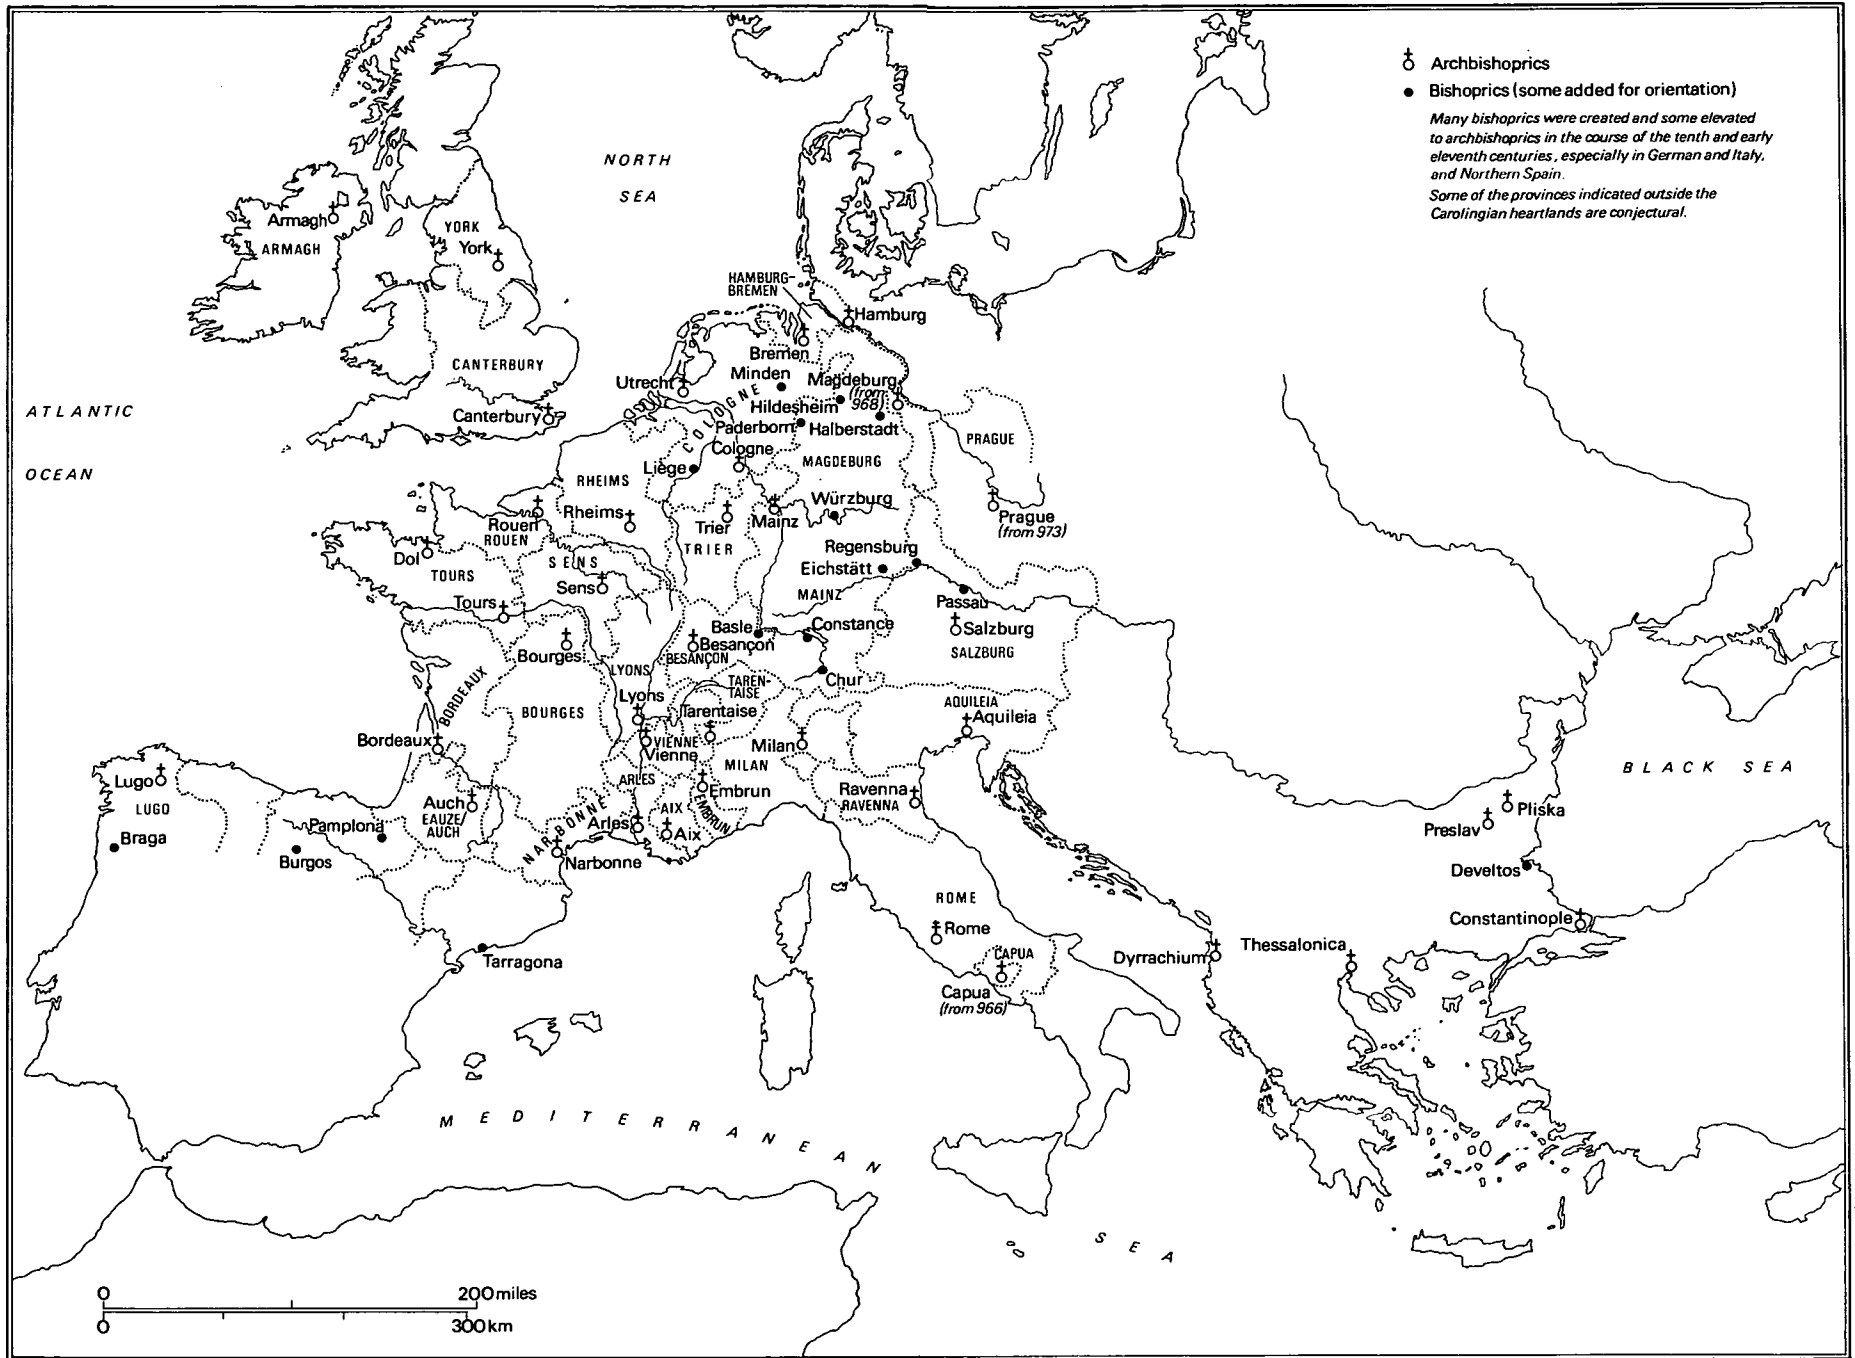 Archbishoprics
Bishoprics (some added for orientation)
Many bishoprics were created and some elevated
to archbishoprics in the course of the tenth and early
eleventh centuries, especially in German and Italy,
and Northern Spain.
Some of the provinces indicated outside the
Carolingian heartlands are conjectural.
NORTH
SEA
ATLANTIC
OCEAN
Armagh
ARMAGH
YORK
York
CANTERBURY
Canterbury
HAMBURG-
BREMEN
Hamburg
Bremen
Utrecht
Minden
Magdeburg
(from
968)
Hildesheim
COLOGNE
Paderborn
Halberstadt
Cologne
MAGDEBURG
PRAGUE
Liège
RHEIMS
Rheims
Rouen
ROUEN
Trier
TRIER
Mainz
Würzburg
Prague
(from 973)
Dol
TOURS
SENS
Sens
Regensburg
Eichstätt
MAINZ
Passau
Tours
Salzburg
SALZBURG
Basle
Constance
Besançon
BESANÇON
Bourges
BOURGES
LYONS
Lyons
Chur
TAREN-
TAISE
Tarentaise
AQUILEIA
Aquileia
BORDEAUX
Bordeaux
VIENNE
Vienne
Milan
MILAN
Lugo
LUGO
Braga
Burgos
Pamplona
Auch
EAUZE/
AUCH
ARLES
Arles
AIX
Aix
EMBRUN
Embrun
Ravenna
RAVENNA
NARBONNE
Narbonne
Tarragona
ROME
Rome
CAPUA
Capua
(from 966)
Dyrrachium
Thessalonica
BLACK SEA
Pliska
Preslav
Develtos
Constantinople
MEDITERRANEAN
SEA
0 200 miles
0 300 km